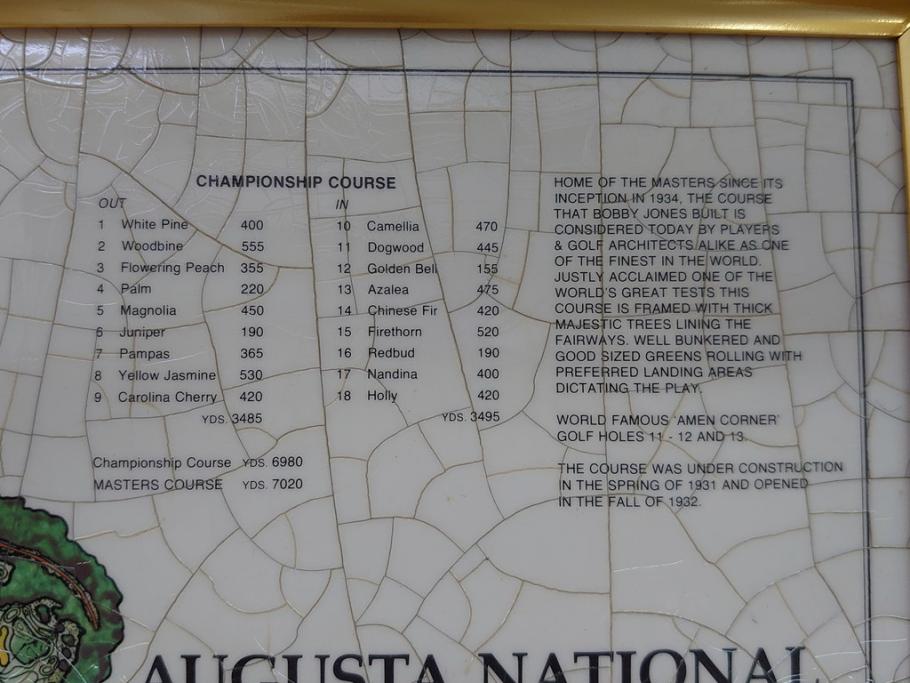 CHAMPIONSHIP COURSE
OUT
1 White Pine 400
2 Woodbine 555
3 Flowering Peach 355
4 Palm 220
5 Magnolia 450
6 Juniper 190
7 Pampas 365
8 Yellow Jasmine 530
9 Carolina Cherry 420
YDS. 3485
IN
10 Camellia 470
11 Dogwood 445
12 Golden Bell 155
13 Azalea 475
14 Chinese Fir 420
15 Firethorn 520
16 Redbud 190
17 Nandina 400
18 Holly 420
YDS. 3495
Championship Course YDS. 6980
MASTERS COURSE YDS. 7020
HOME OF THE MASTERS SINCE ITS
INCEPTION IN 1934, THE COURSE
THAT BOBBY JONES BUILT IS
CONSIDERED TODAY BY PLAYERS
& GOLF ARCHITECTS ALIKE AS ONE
OF THE FINEST IN THE WORLD.
JUSTLY ACCLAIMED ONE OF THE
WORLD'S GREAT TESTS THIS
COURSE IS FRAMED WITH THICK
MAJESTIC TREES LINING THE
FAIRWAYS. WELL BUNKERED AND
GOOD SIZED GREENS ROLLING WITH
PREFERRED LANDING AREAS
DICTATING THE PLAY.
WORLD FAMOUS 'AMEN CORNER'
GOLF HOLES 11 - 12 AND 13.
THE COURSE WAS UNDER CONSTRUCTION
IN THE SPRING OF 1931 AND OPENED
IN THE FALL OF 1932.
AUGUSTA NATIONAL